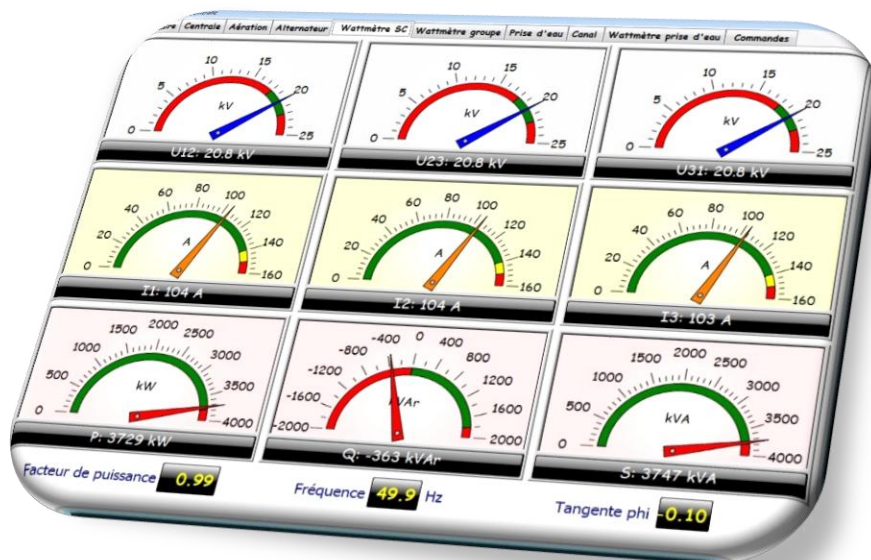 Centrale Aération Alternateur Wattmètre SC Wattmètre groupe Prise d'eau Canal Wattmètre prise d'eau Commandes
0 5 10 15 20 25
kV
U12: 20.8 kV
0 5 10 15 20 25
kV
U23: 20.8 kV
0 5 10 15 20 25
kV
U31: 20.8 kV
0 20 40 60 80 100 120 140 160
A
I1: 104 A
0 20 40 60 80 100 120 140 160
A
I2: 104 A
0 20 40 60 80 100 120 140 160
A
I3: 103 A
0 500 1000 1500 2000 2500 3000 3500 4000
kW
P: 3729 kW
-2000 -1600 -1200 -800 -400 0 400 800 1200 1600 2000
kVAr
Q: -363 kVAr
0 500 1000 1500 2000 2500 3000 3500 4000
kVA
S: 3747 kVA
Facteur de puissance 0.99
Fréquence 49.9 Hz
Tangente phi -0.10